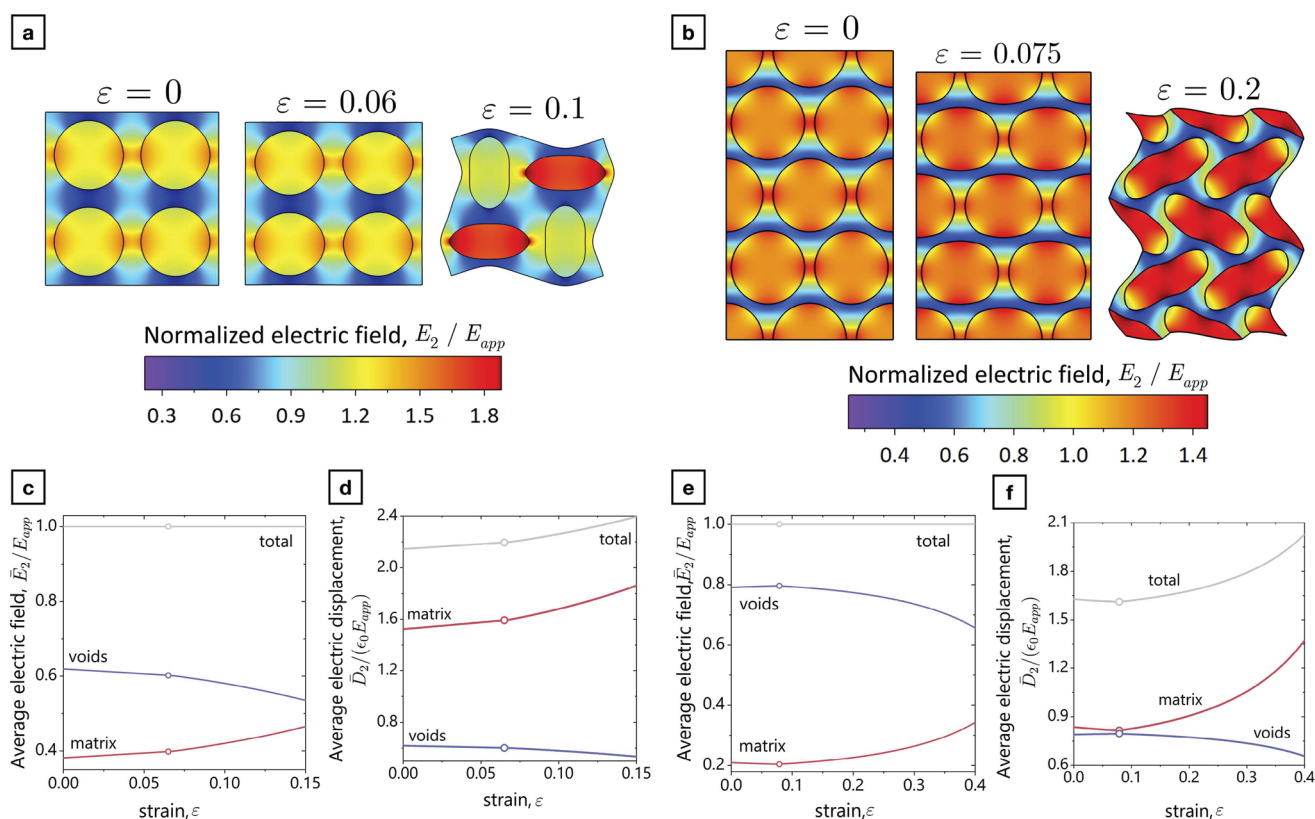 a
ε = 0
ε = 0.06
ε = 0.1
Normalized electric field, E₂ / Eₐₚₚ
0.3 0.6 0.9 1.2 1.5 1.8
b
ε = 0
ε = 0.075
ε = 0.2
Normalized electric field, E₂ / Eₐₚₚ
0.4 0.6 0.8 1.0 1.2 1.4
c
Average electric field, Ē₂/Eₐₚₚ
1.0
0.8
0.6
0.4
total
voids
matrix
0.00 0.05 0.10 0.15
strain, ε
d
Average electric displacement,
D̄₂/(ϵ₀Eₐₚₚ)
2.4
2.0
1.6
1.2
0.8
total
matrix
voids
0.00 0.05 0.10 0.15
strain, ε
e
Average electric field, Ē₂/Eₐₚₚ
1.0
0.8
0.6
0.4
0.2
total
voids
matrix
0.0 0.1 0.2 0.3 0.4
strain, ε
f
Average electric displacement,
D̄₂/(ϵ₀Eₐₚₚ)
2.1
1.8
1.5
1.2
0.9
0.6
total
matrix
voids
0.0 0.1 0.2 0.3 0.4
strain, ε